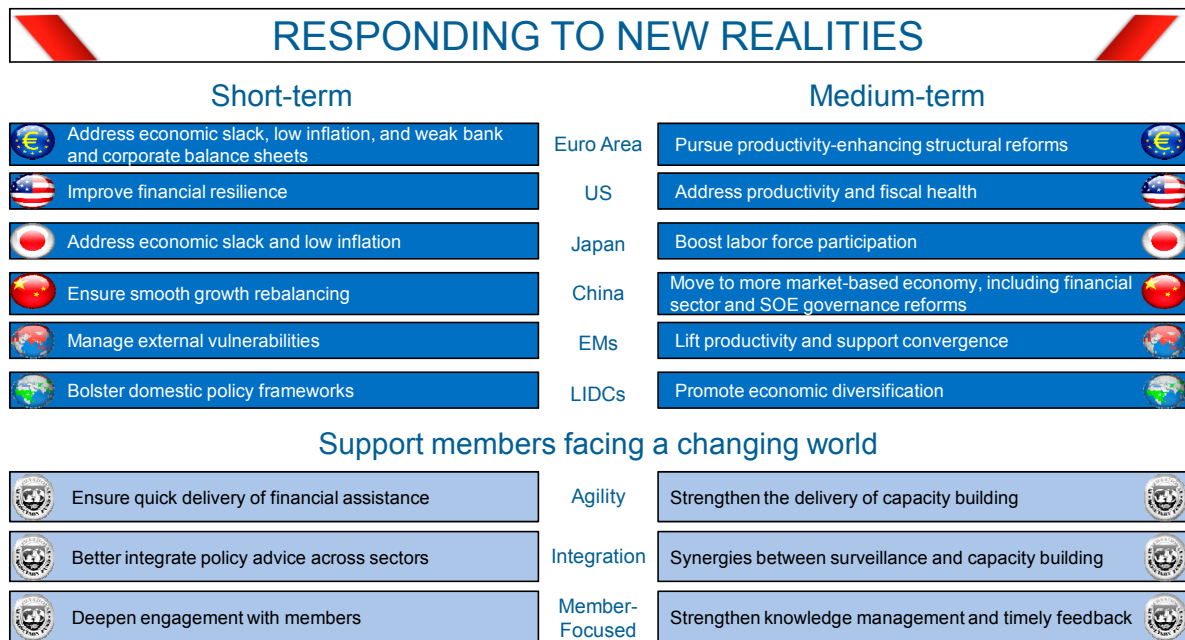 RESPONDING TO NEW REALITIES
Short-term
Medium-term
Address economic slack, low inflation, and weak bank
and corporate balance sheets
Euro Area
Pursue productivity-enhancing structural reforms
Improve financial resilience
US
Address productivity and fiscal health
Address economic slack and low inflation
Japan
Boost labor force participation
Ensure smooth growth rebalancing
China
Move to more market-based economy, including financial
sector and SOE governance reforms
Manage external vulnerabilities
EMs
Lift productivity and support convergence
Bolster domestic policy frameworks
LIDCs
Promote economic diversification
Support members facing a changing world
Ensure quick delivery of financial assistance
Agility
Strengthen the delivery of capacity building
Better integrate policy advice across sectors
Integration
Synergies between surveillance and capacity building
Deepen engagement with members
Member-
Focused
Strengthen knowledge management and timely feedback